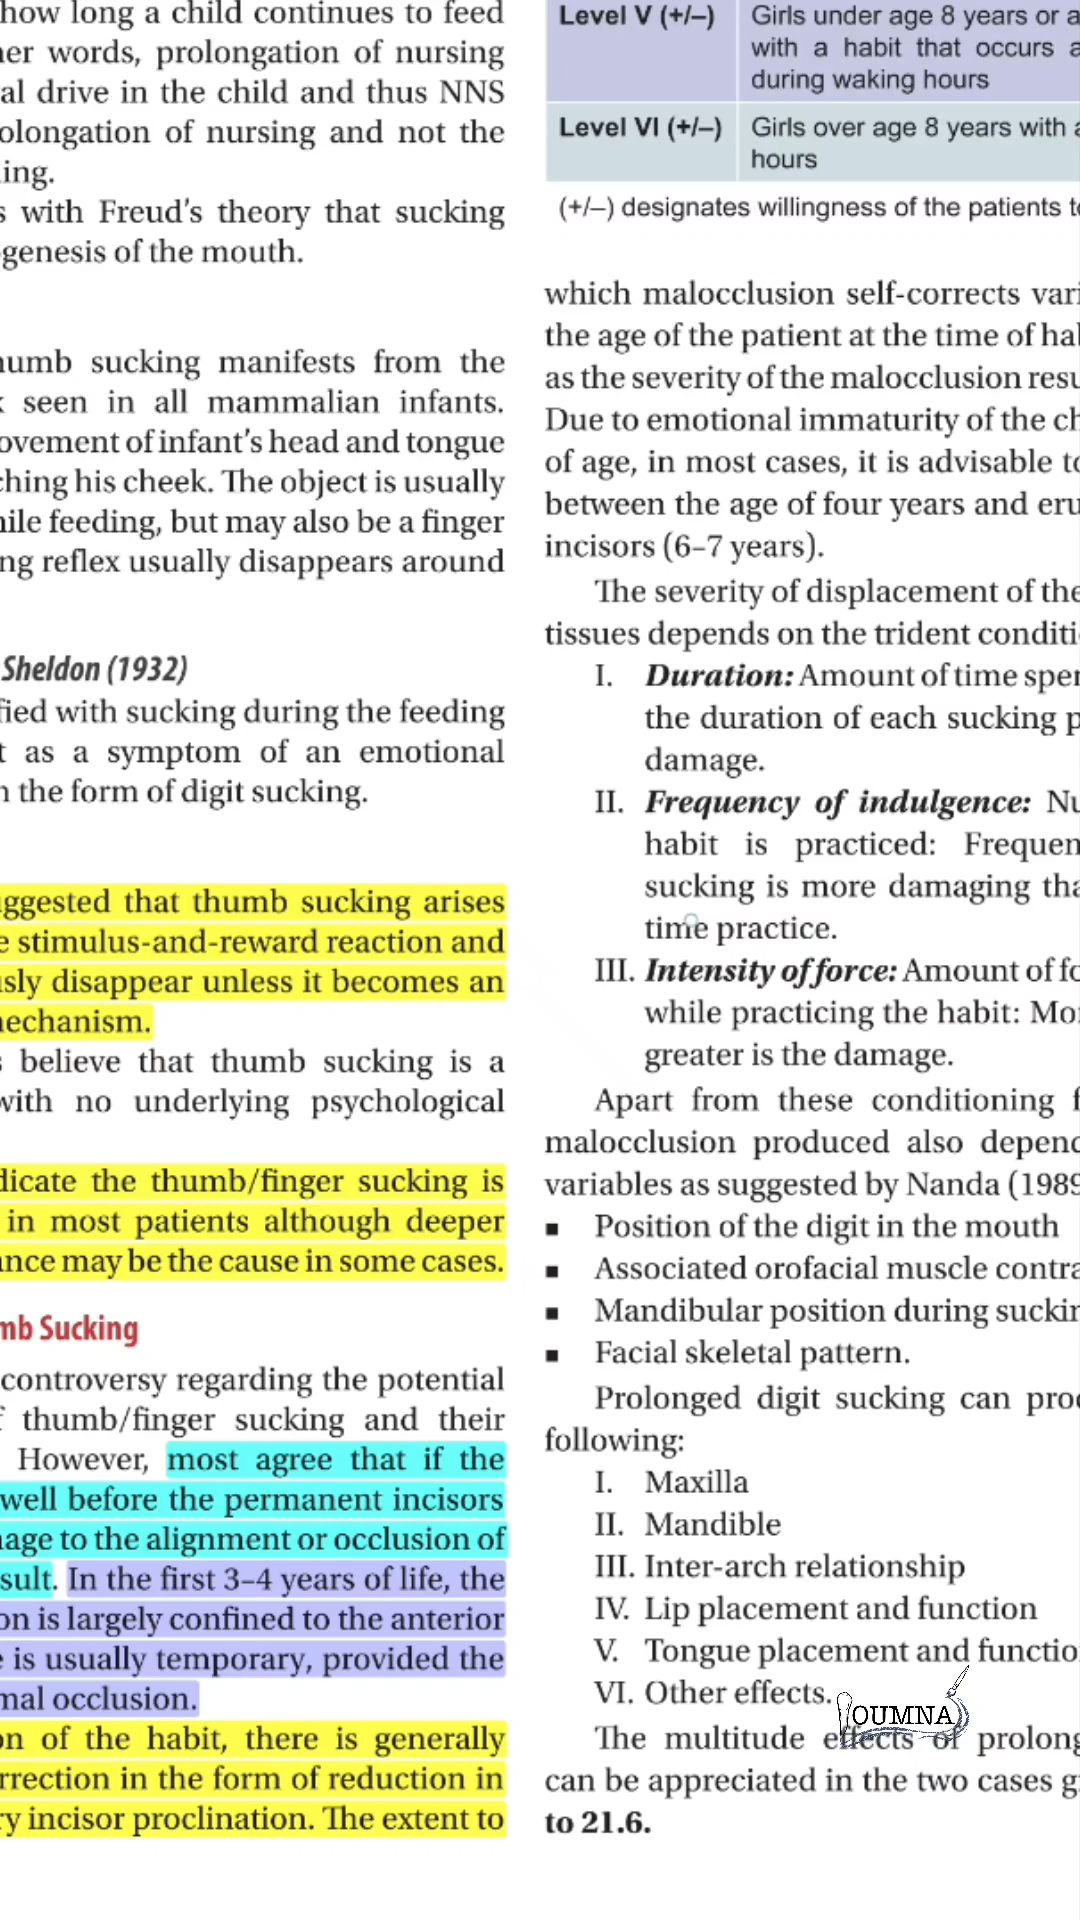 how long a child continues to feed
her words, prolongation of nursing
al drive in the child and thus NNS
olongation of nursing and not the
ing.
s with Freud's theory that sucking
genesis of the mouth.
humb sucking manifests from the
x seen in all mammalian infants.
ovement of infant's head and tongue
ching his cheek. The object is usually
hile feeding, but may also be a finger
ng reflex usually disappears around
Sheldon (1932)
fied with sucking during the feeding
t as a symptom of an emotional
n the form of digit sucking.
ggested that thumb sucking arises
e stimulus-and-reward reaction and
usly disappear unless it becomes an
mechanism.
s believe that thumb sucking is a
with no underlying psychological
dicate the thumb/finger sucking is
in most patients although deeper
ance may be the cause in some cases.
mb Sucking
controversy regarding the potential
f thumb/finger sucking and their
However, most agree that if the
well before the permanent incisors
nage to the alignment or occlusion of
sult. In the first 3–4 years of life, the
on is largely confined to the anterior
e is usually temporary, provided the
mal occlusion.
on of the habit, there is generally
rrection in the form of reduction in
ry incisor proclination. The extent to
Level V (+/–) Girls under age 8 years or a
with a habit that occurs a
during waking hours
Level VI (+/–) Girls over age 8 years with a
hours
(+/–) designates willingness of the patients to
which malocclusion self-corrects vari
the age of the patient at the time of hab
as the severity of the malocclusion resu
Due to emotional immaturity of the ch
of age, in most cases, it is advisable to
between the age of four years and eru
incisors (6–7 years).
The severity of displacement of the
tissues depends on the trident conditi
I. Duration: Amount of time spen
the duration of each sucking p
damage.
II. Frequency of indulgence: Nu
habit is practiced: Frequen
sucking is more damaging tha
time practice.
III. Intensity of force: Amount of fo
while practicing the habit: Mor
greater is the damage.
Apart from these conditioning f
malocclusion produced also depend
variables as suggested by Nanda (1989
▪ Position of the digit in the mouth
▪ Associated orofacial muscle contra
▪ Mandibular position during suckin
▪ Facial skeletal pattern.
Prolonged digit sucking can prod
following:
I. Maxilla
II. Mandible
III. Inter-arch relationship
IV. Lip placement and function
V. Tongue placement and functio
VI. Other effects.
OUMNA
The multitude effects of prolong
can be appreciated in the two cases gi
to 21.6.